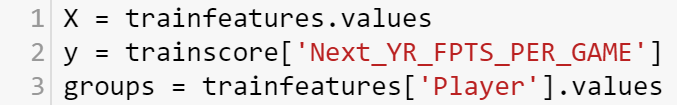 1 X = trainfeatures.values
2 y = trainscore['Next_YR_FPTS_PER_GAME']
3 groups = trainfeatures['Player'].values